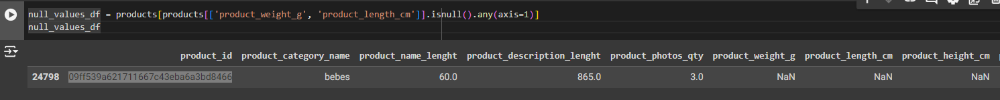 null_values_df = products[products[['product_weight_g', 'product_length_cm']].isnull().any(axis=1)]
null_values_df
product_id product_category_name product_name_lenght product_description_lenght product_photos_qty product_weight_g product_length_cm product_height_cm
24798 09ff539a621711667c43eba6a3bd8466 bebes 60.0 865.0 3.0 NaN NaN NaN